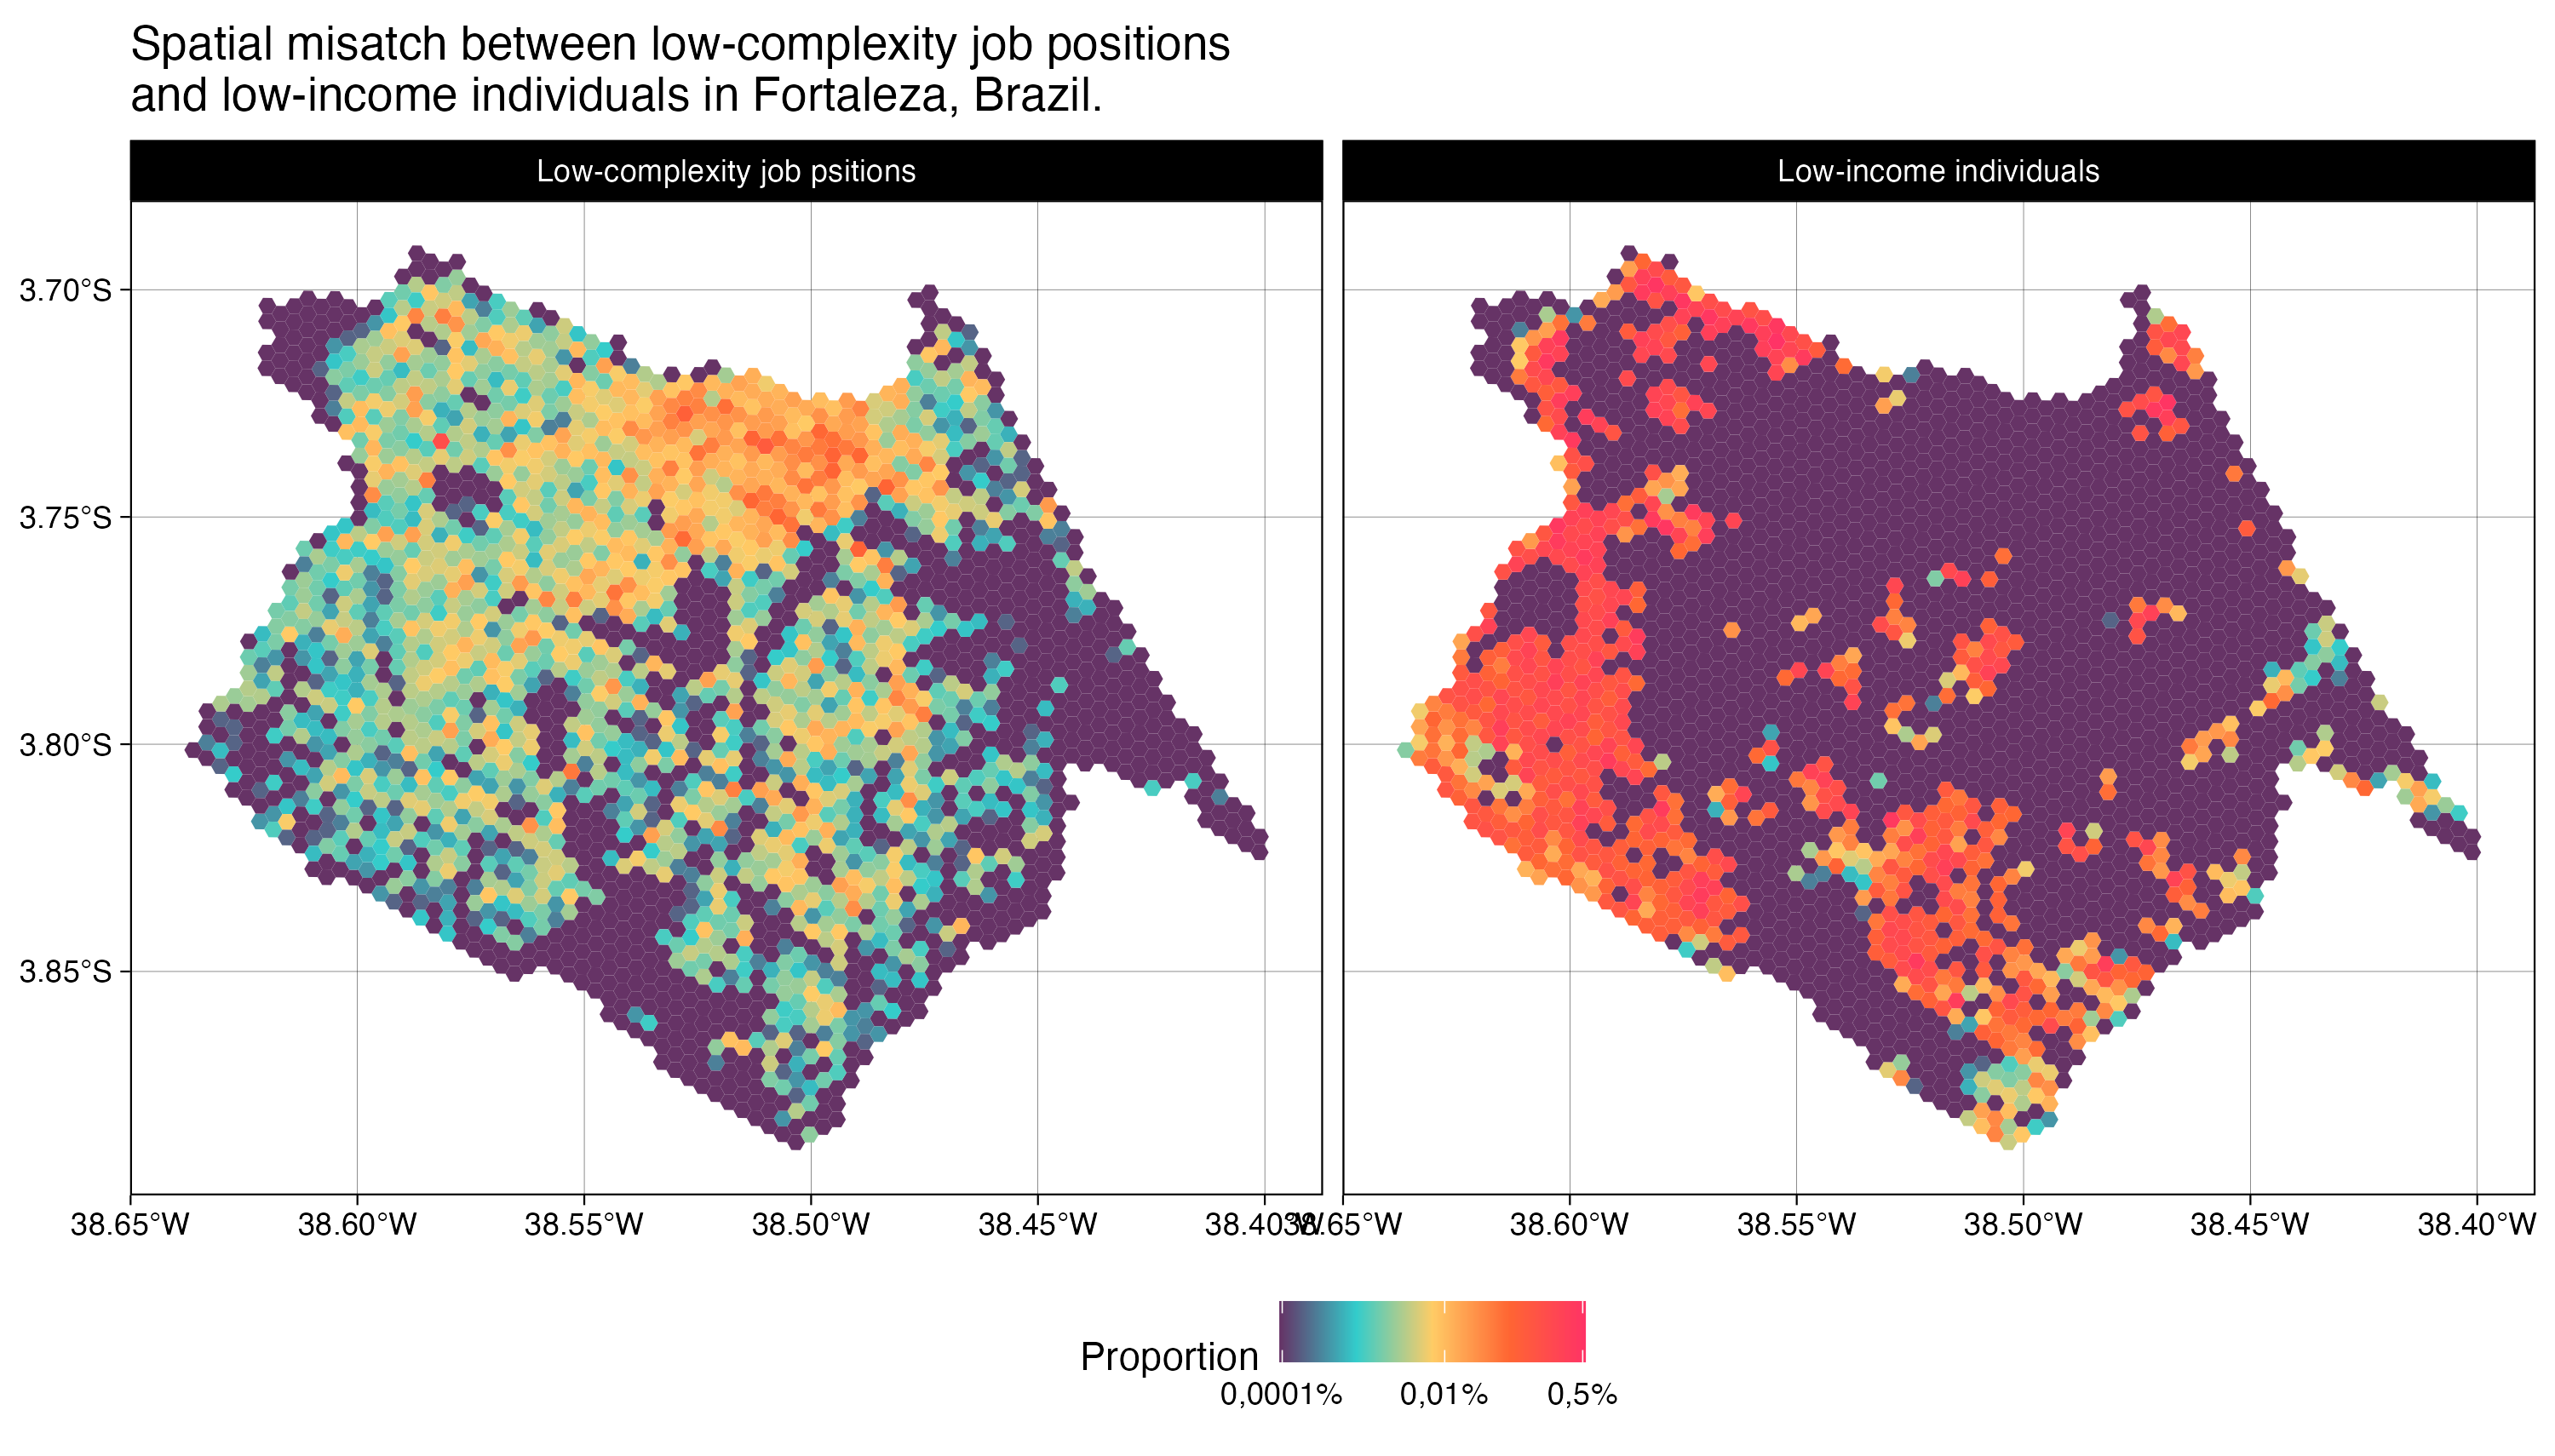 Spatial misatch between low-complexity job positions
and low-income individuals in Fortaleza, Brazil.
Low-complexity job psitions
Low-income individuals
3.70°S
3.75°S
3.80°S
3.85°S
38.65°W 38.60°W 38.55°W 38.50°W 38.45°W 38.40°W 38.65°W 38.60°W 38.55°W 38.50°W 38.45°W 38.40°W
Proportion
0,0001% 0,01% 0,5%